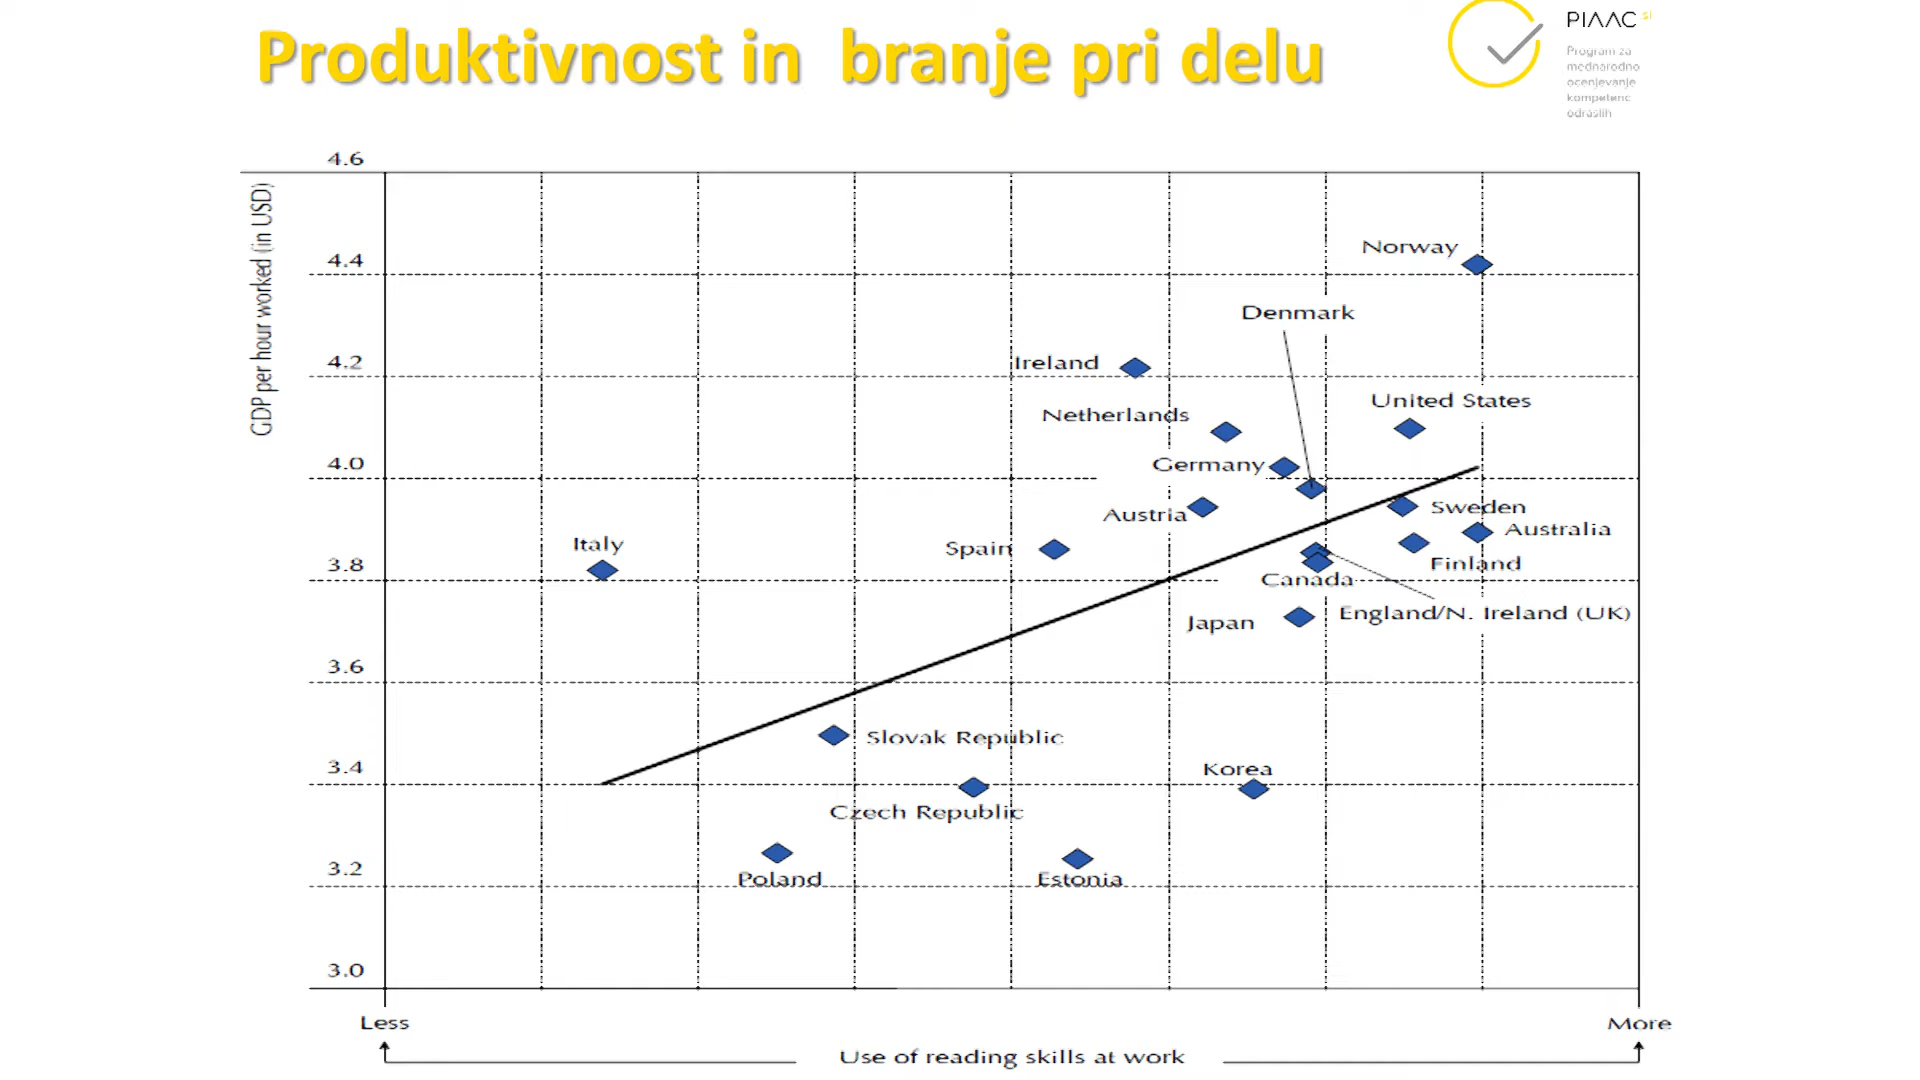 Produktivnost in branje pri delu
PIAAC si
Program za
mednarodno
ocenjevanje
kompetenc
odraslih
GDP per hour worked (in USD)
4.6
4.4
4.2
4.0
3.8
3.6
3.4
3.2
3.0
Norway
Denmark
Ireland
United States
Netherlands
Germany
Austria
Sweden
Australia
Italy
Spain
Finland
Canada
England/N. Ireland (UK)
Japan
Slovak Republic
Korea
Czech Republic
Poland
Estonia
Less
More
Use of reading skills at work